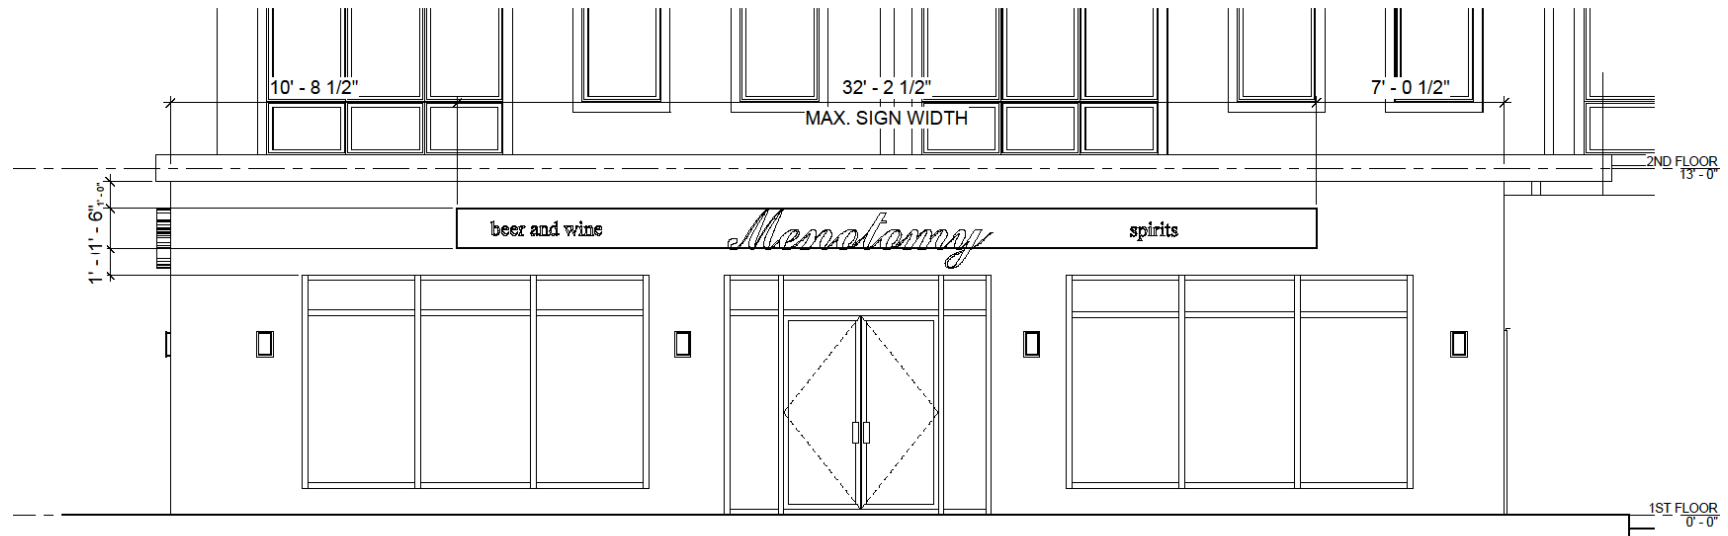 10' - 8 1/2"
32' - 2 1/2"
7' - 0 1/2"
MAX. SIGN WIDTH
2ND FLOOR
13' - 0"
1' - 0"
1' - 6"
beer and wine
Menotomy
spirits
1ST FLOOR
0' - 0"